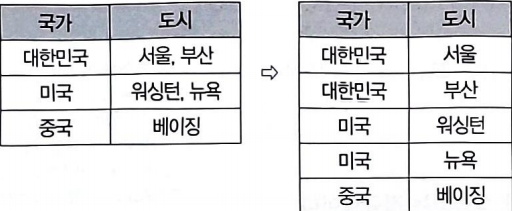 국가 도시
대한민국 서울, 부산
미국 워싱턴, 뉴욕
중국 베이징
⇨
국가 도시
대한민국 서울
대한민국 부산
미국 워싱턴
미국 뉴욕
중국 베이징